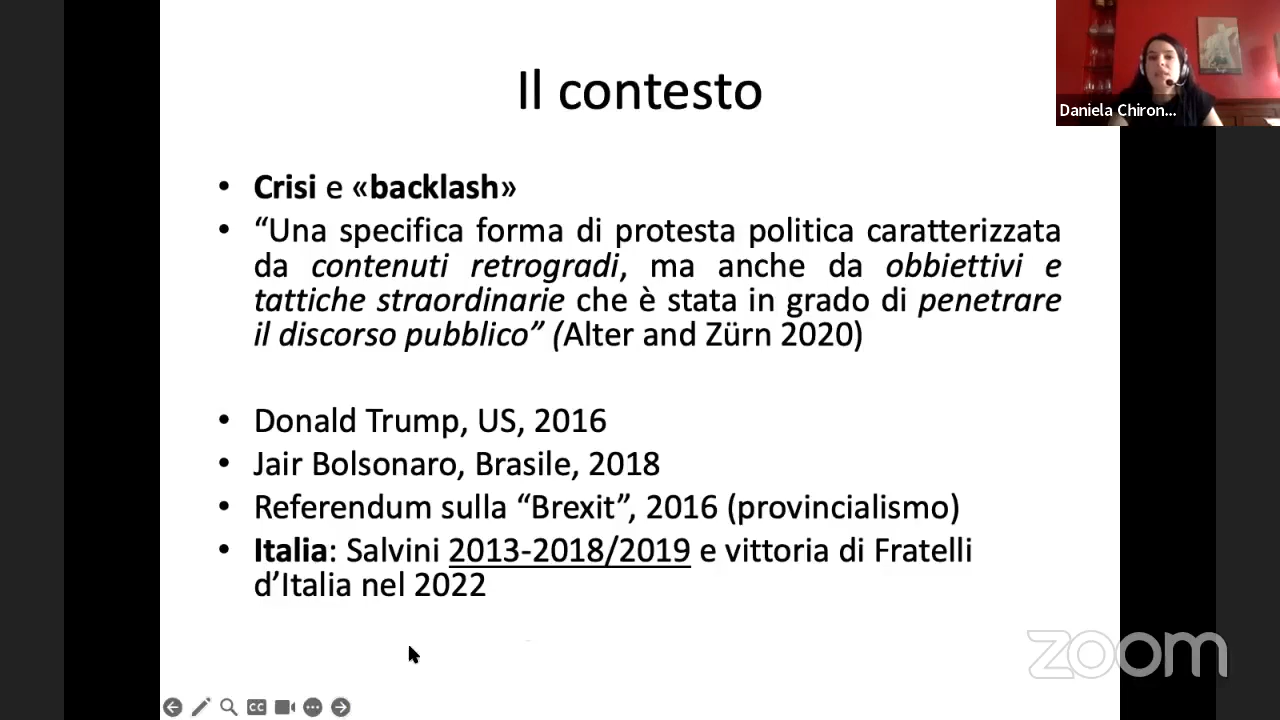 Il contesto
Daniela Chiron...
• Crisi e «backlash»
• “Una specifica forma di protesta politica caratterizzata
da contenuti retrogradi, ma anche da obbiettivi e
tattiche straordinarie che è stata in grado di penetrare
il discorso pubblico” (Alter and Zürn 2020)
• Donald Trump, US, 2016
• Jair Bolsonaro, Brasile, 2018
• Referendum sulla “Brexit”, 2016 (provincialismo)
• Italia: Salvini 2013-2018/2019 e vittoria di Fratelli
d’Italia nel 2022
zoom
CC